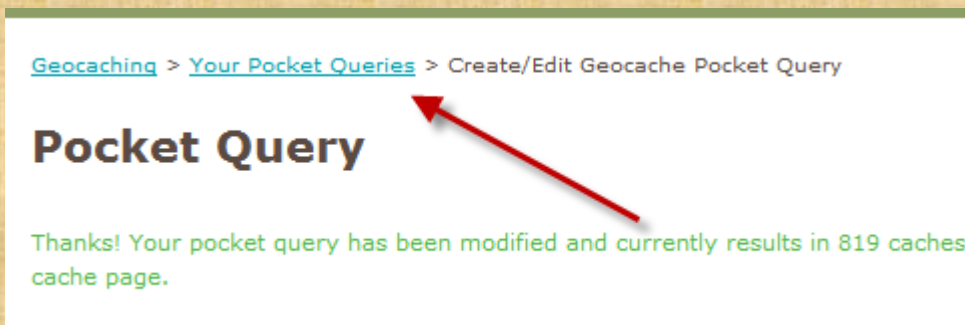 Geocaching > Your Pocket Queries > Create/Edit Geocache Pocket Query
Pocket Query
Thanks! Your pocket query has been modified and currently results in 819 caches
cache page.